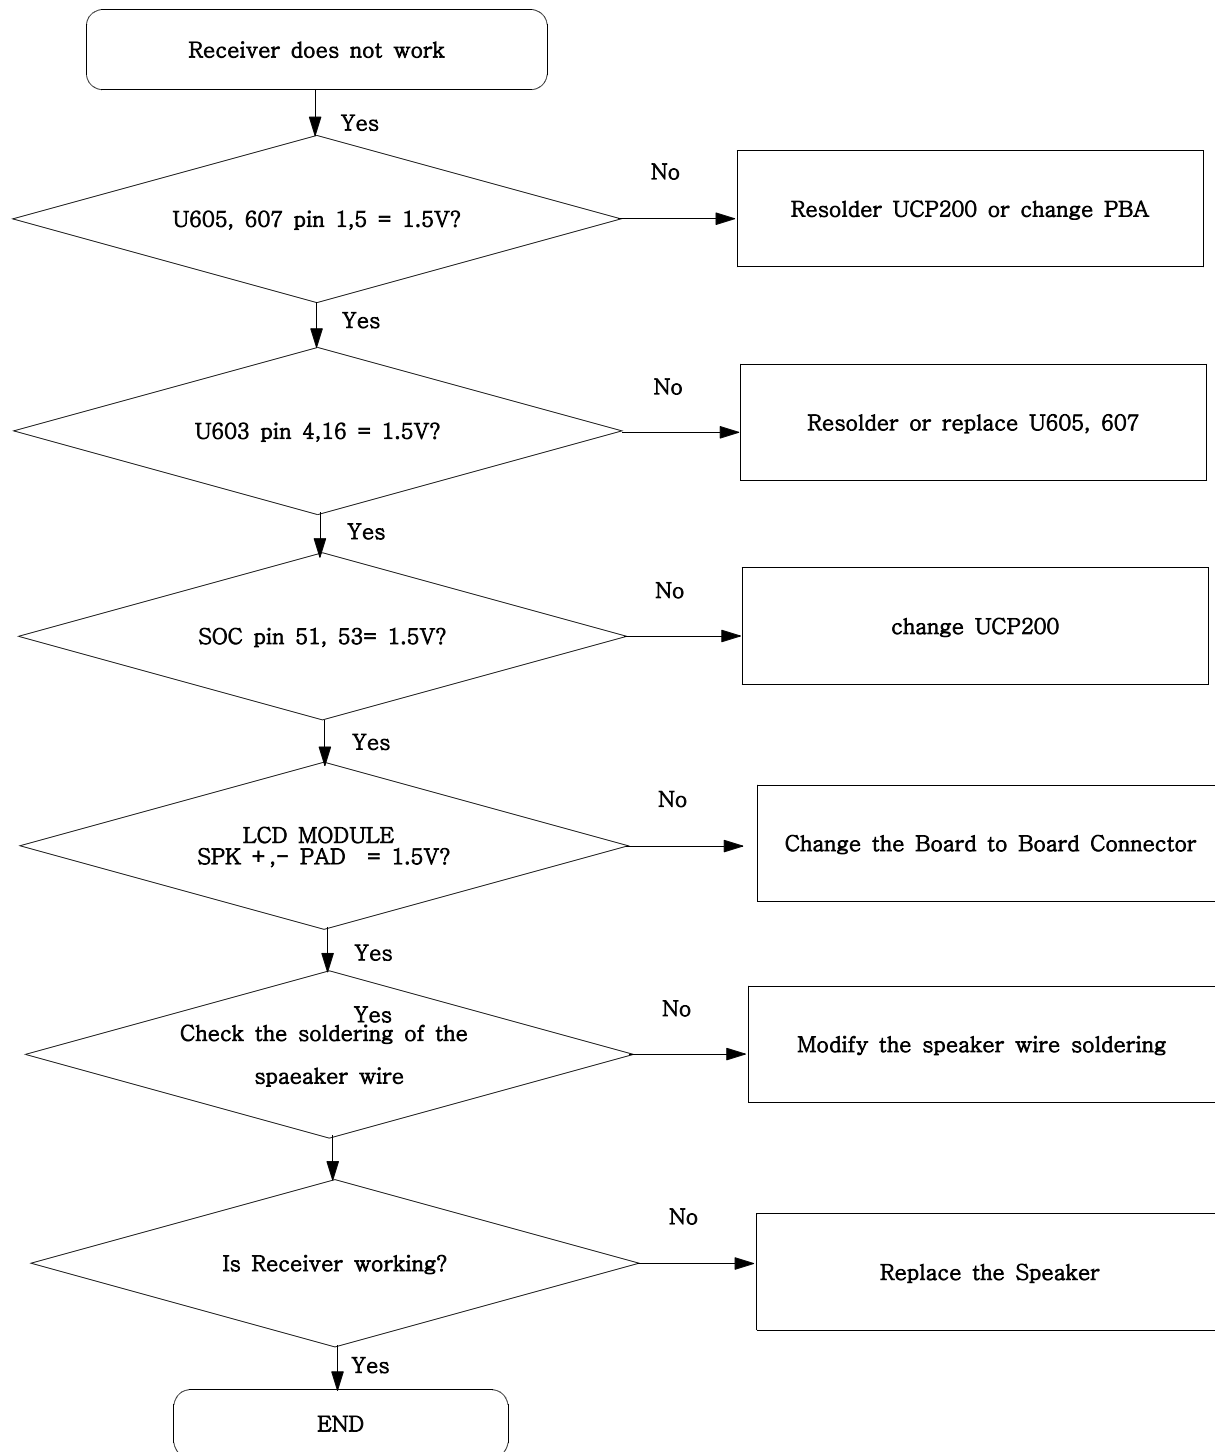 Receiver does not work
Yes
No
U605, 607 pin 1,5 = 1.5V?
Resolder UCP200 or change PBA
Yes
No
U603 pin 4,16 = 1.5V?
Resolder or replace U605, 607
Yes
No
SOC pin 51, 53= 1.5V?
change UCP200
Yes
No
LCD MODULE
SPK +,- PAD = 1.5V?
Change the Board to Board Connector
Yes
No
Yes
Check the soldering of the
spaeaker wire
Modify the speaker wire soldering
No
Is Receiver working?
Replace the Speaker
Yes
END